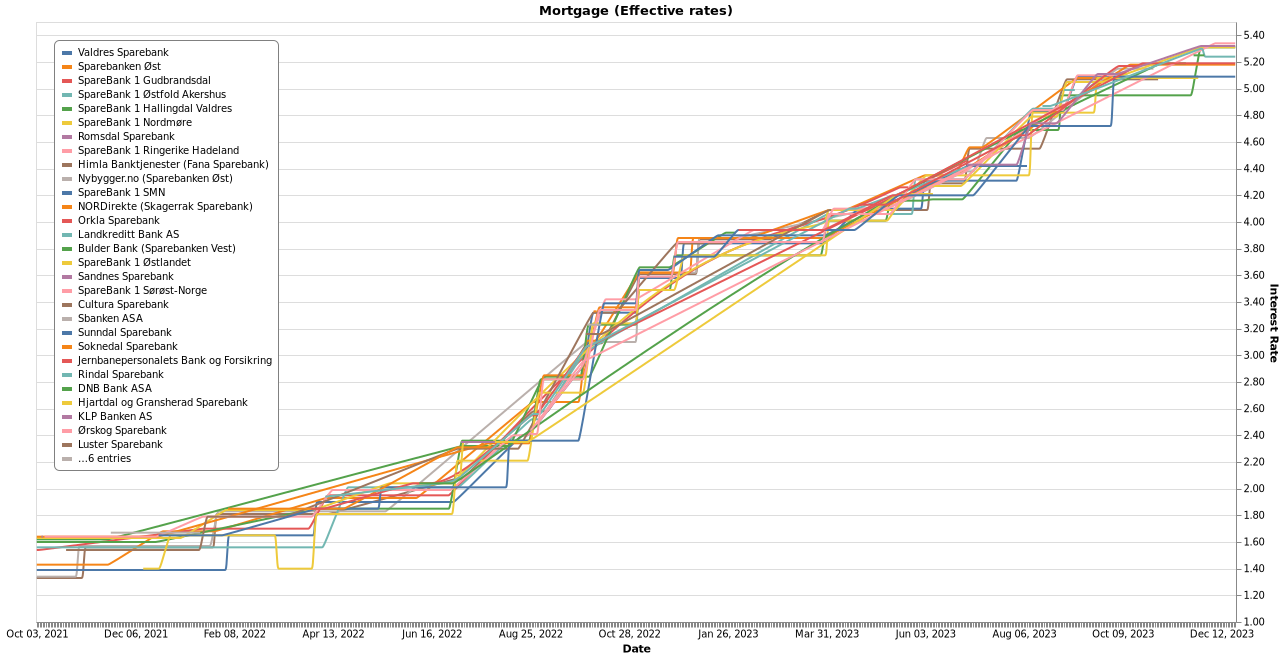 Mortgage (Effective rates)
Valdres Sparebank
Sparebanken Øst
SpareBank 1 Gudbrandsdal
SpareBank 1 Østfold Akershus
SpareBank 1 Hallingdal Valdres
SpareBank 1 Nordmøre
Romsdal Sparebank
SpareBank 1 Ringerike Hadeland
Himla Banktjenester (Fana Sparebank)
Nybygger.no (Sparebanken Øst)
SpareBank 1 SMN
NORDirekte (Skagerrak Sparebank)
Orkla Sparebank
Landkreditt Bank AS
Bulder Bank (Sparebanken Vest)
SpareBank 1 Østlandet
Sandnes Sparebank
SpareBank 1 Sørøst-Norge
Cultura Sparebank
Sbanken ASA
Sunndal Sparebank
Soknedal Sparebank
Jernbanepersonalets Bank og Forsikring
Rindal Sparebank
DNB Bank ASA
Hjartdal og Gransherad Sparebank
KLP Banken AS
Ørskog Sparebank
Luster Sparebank
...6 entries
5.40
5.20
5.00
4.80
4.60
4.40
4.20
4.00
3.80
3.60
3.40
3.20
3.00
2.80
2.60
2.40
2.20
2.00
1.80
1.60
1.40
1.20
1.00
Interest Rate
Oct 03, 2021 Dec 06, 2021 Feb 08, 2022 Apr 13, 2022 Jun 16, 2022 Aug 25, 2022 Oct 28, 2022 Jan 26, 2023 Mar 31, 2023 Jun 03, 2023 Aug 06, 2023 Oct 09, 2023 Dec 12, 2023
Date